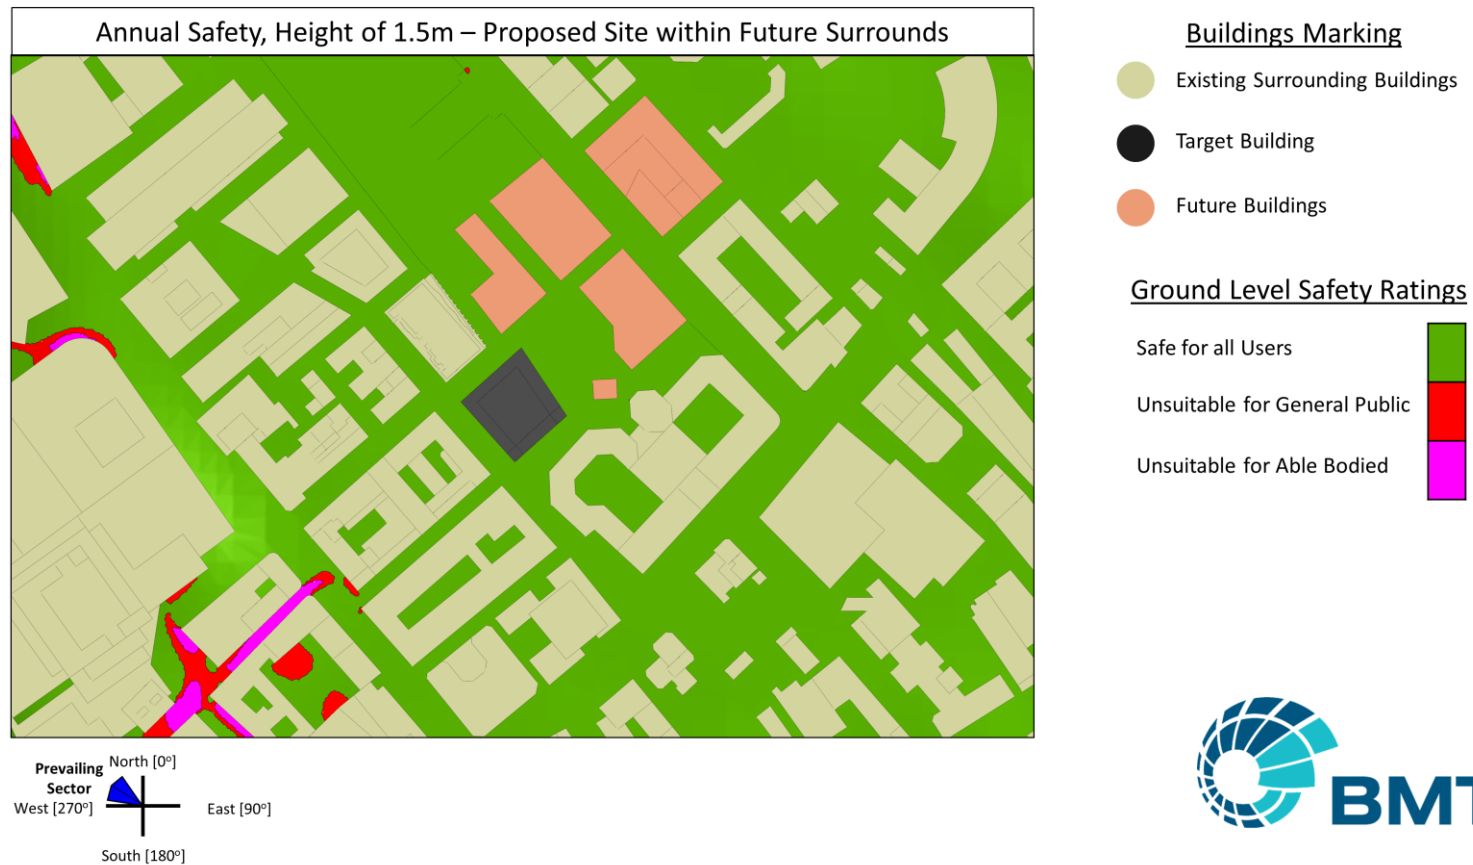 Annual Safety, Height of 1.5m – Proposed Site within Future Surrounds
Buildings Marking
Existing Surrounding Buildings
Target Building
Future Buildings
Ground Level Safety Ratings
Safe for all Users
Unsuitable for General Public
Unsuitable for Able Bodied
North [0°]
Prevailing
Sector
West [270°]
East [90°]
South [180°]
BMT